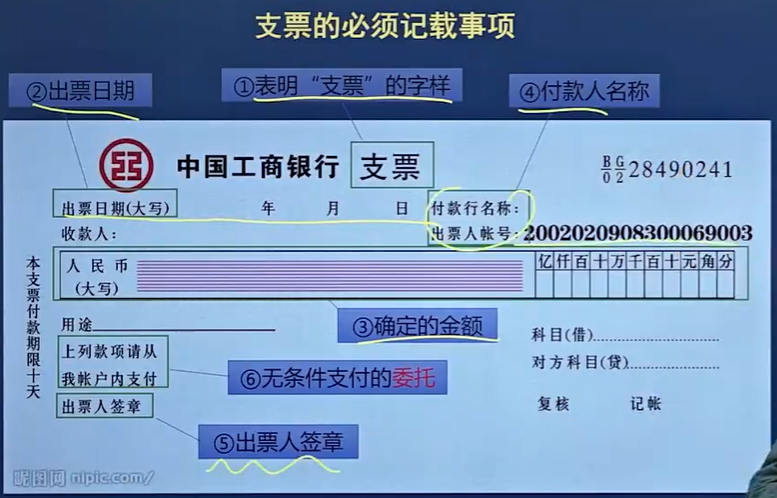 支票的必须记载事项
②出票日期
①表明“支票”的字样
④付款人名称
中国工商银行
支票
BG
02
28490241
出票日期(大写) 年 月 日
付款行名称:
收款人:
出票人帐号:2002020908300069003
人民币
(大写)
亿仟百十万千百十元角分
本支票付款期限十天
③确定的金额
用途
科目(借)
上列款项请从
我帐户内支付
对方科目(贷)
⑥无条件支付的委托
出票人签章
复核 记帐
⑤出票人签章
昵图网 nipic.com/